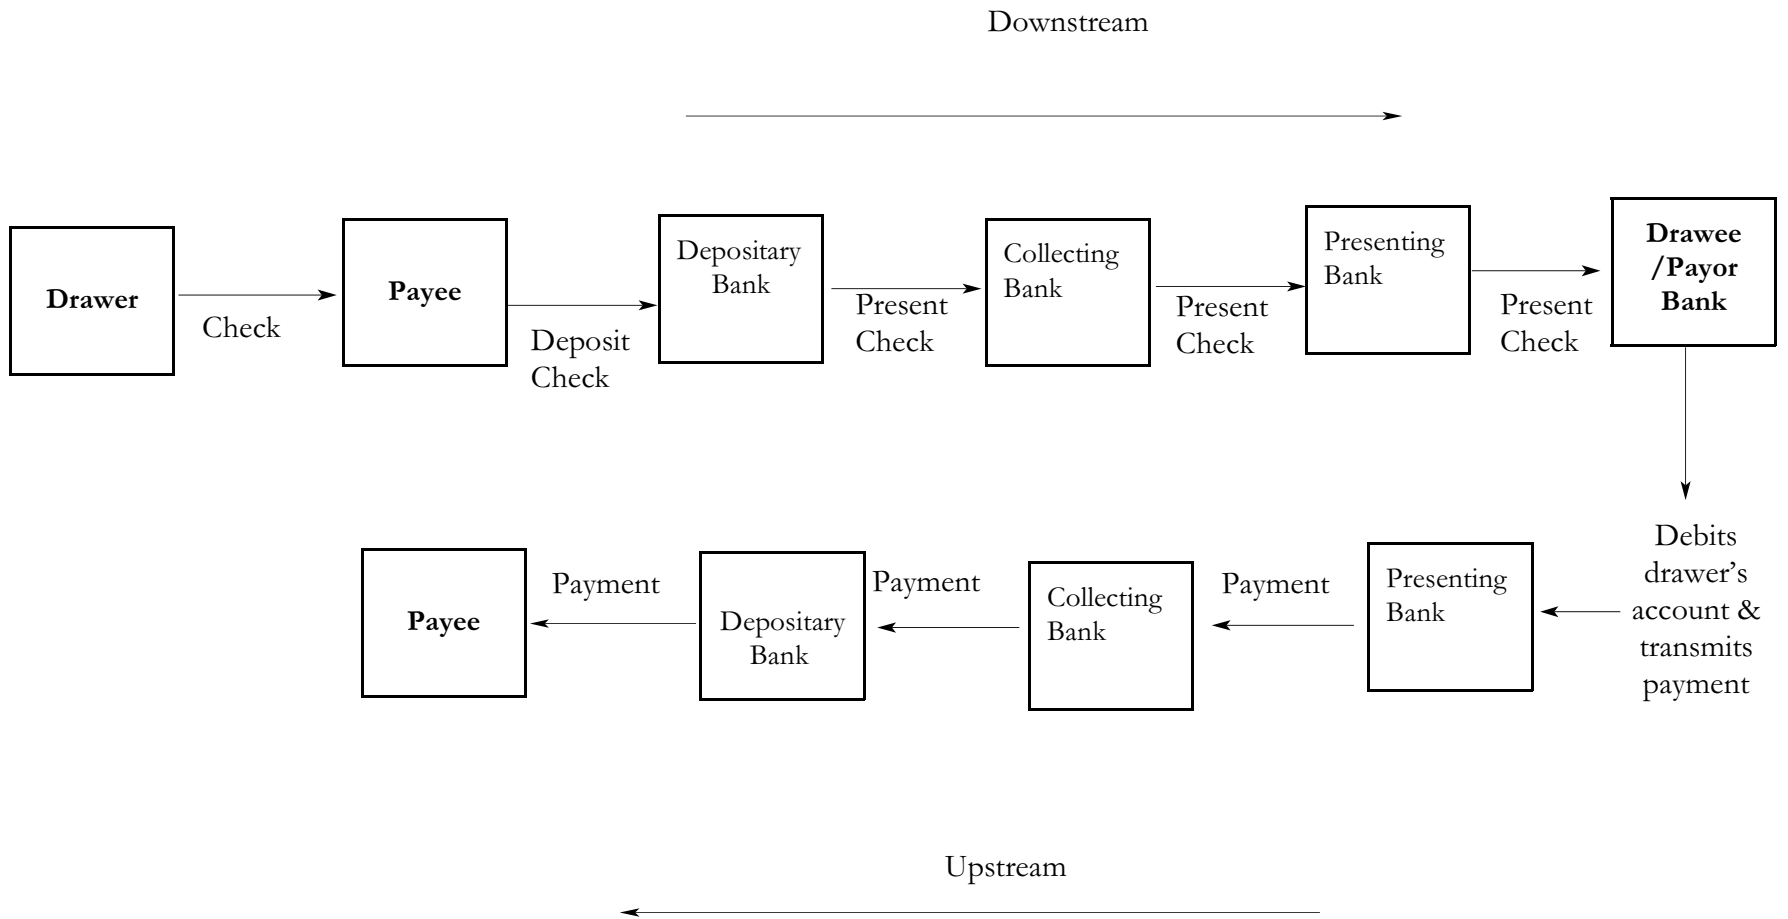 Downstream
Drawer
Check
Payee
Deposit
Check
Depositary
Bank
Present
Check
Collecting
Bank
Present
Check
Presenting
Bank
Present
Check
Drawee
/Payor
Bank
Debits
drawer’s
account &
transmits
payment
Presenting
Bank
Payment
Collecting
Bank
Payment
Depositary
Bank
Payment
Payee
Upstream